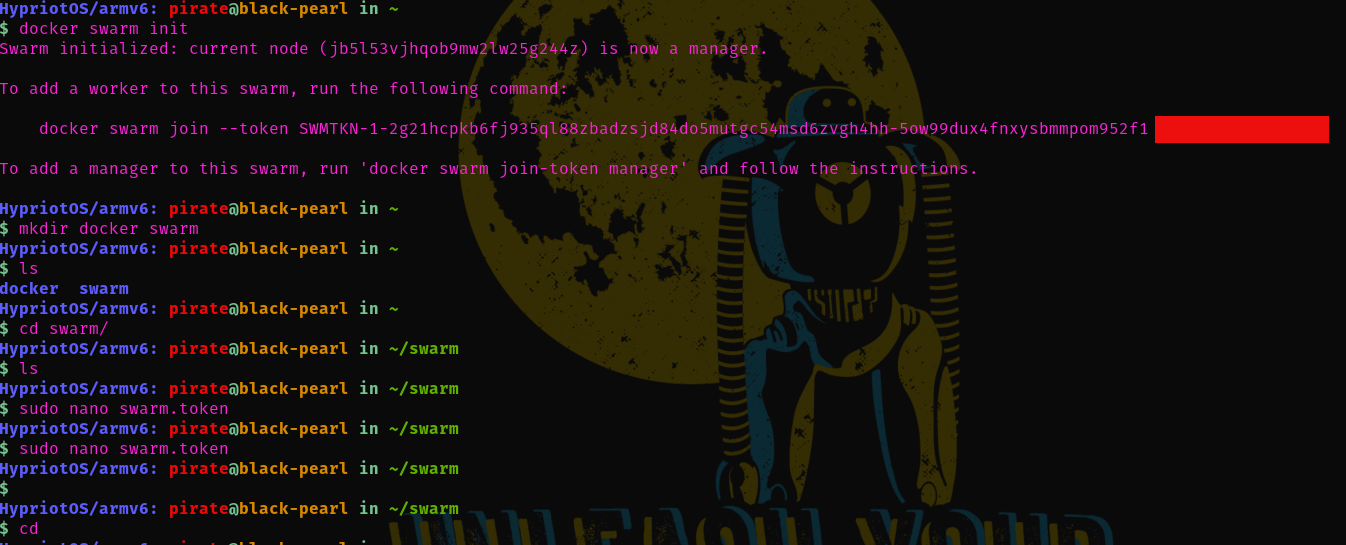 HypriotOS/armv6: pirate@black-pearl in ~
$ docker swarm init
Swarm initialized: current node (jb5l53vjhqob9mw2lw25g244z) is now a manager.
To add a worker to this swarm, run the following command:
docker swarm join --token SWMTKN-1-2g21hcpkb6fj935ql88zbadzsjd84do5mutgc54msd6zvgh4hh-5ow99dux4fnxysbmmpom952f1
To add a manager to this swarm, run 'docker swarm join-token manager' and follow the instructions.
HypriotOS/armv6: pirate@black-pearl in ~
$ mkdir docker swarm
HypriotOS/armv6: pirate@black-pearl in ~
$ ls
docker  swarm
HypriotOS/armv6: pirate@black-pearl in ~
$ cd swarm/
HypriotOS/armv6: pirate@black-pearl in ~/swarm
$ ls
HypriotOS/armv6: pirate@black-pearl in ~/swarm
$ sudo nano swarm.token
HypriotOS/armv6: pirate@black-pearl in ~/swarm
$ sudo nano swarm.token
HypriotOS/armv6: pirate@black-pearl in ~/swarm
$
HypriotOS/armv6: pirate@black-pearl in ~/swarm
$ cd